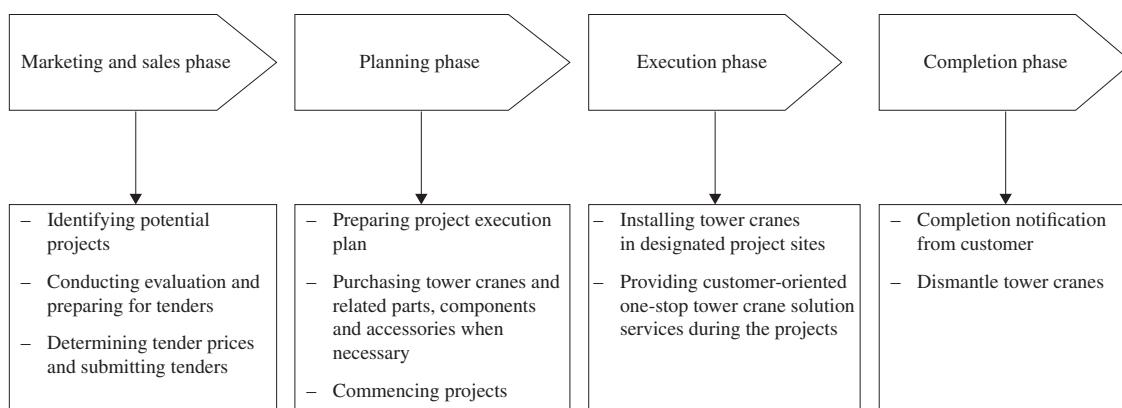 Marketing and sales phase
Planning phase
Execution phase
Completion phase
– Identifying potential
projects
– Conducting evaluation and
preparing for tenders
– Determining tender prices
and submitting tenders
– Preparing project execution
plan
– Purchasing tower cranes and
related parts, components
and accessories when
necessary
– Commencing projects
– Installing tower cranes
in designated project sites
– Providing customer-oriented
one-stop tower crane solution
services during the projects
– Completion notification
from customer
– Dismantle tower cranes